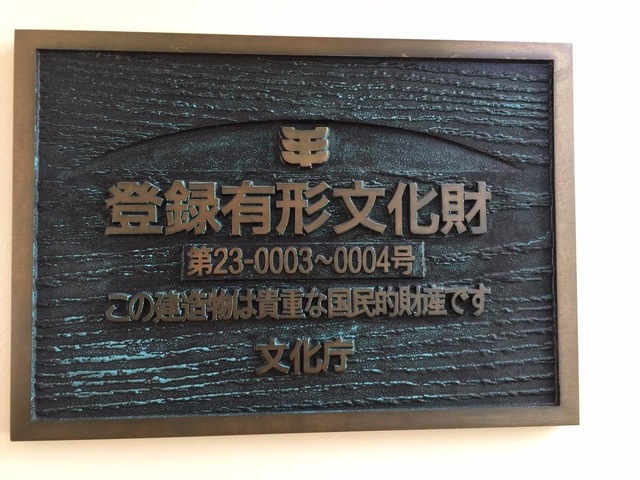 登録有形文化財
第23-0003～0004号
この建造物は貴重な国民的財産です
文化庁